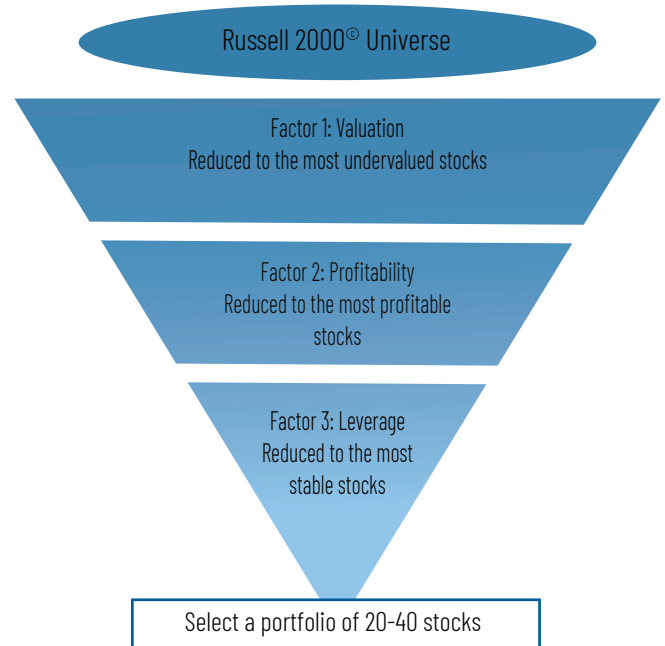 Russell 2000© Universe
Factor 1: Valuation
Reduced to the most undervalued stocks
Factor 2: Profitability
Reduced to the most profitable
stocks
Factor 3: Leverage
Reduced to the most
stable stocks
Select a portfolio of 20-40 stocks